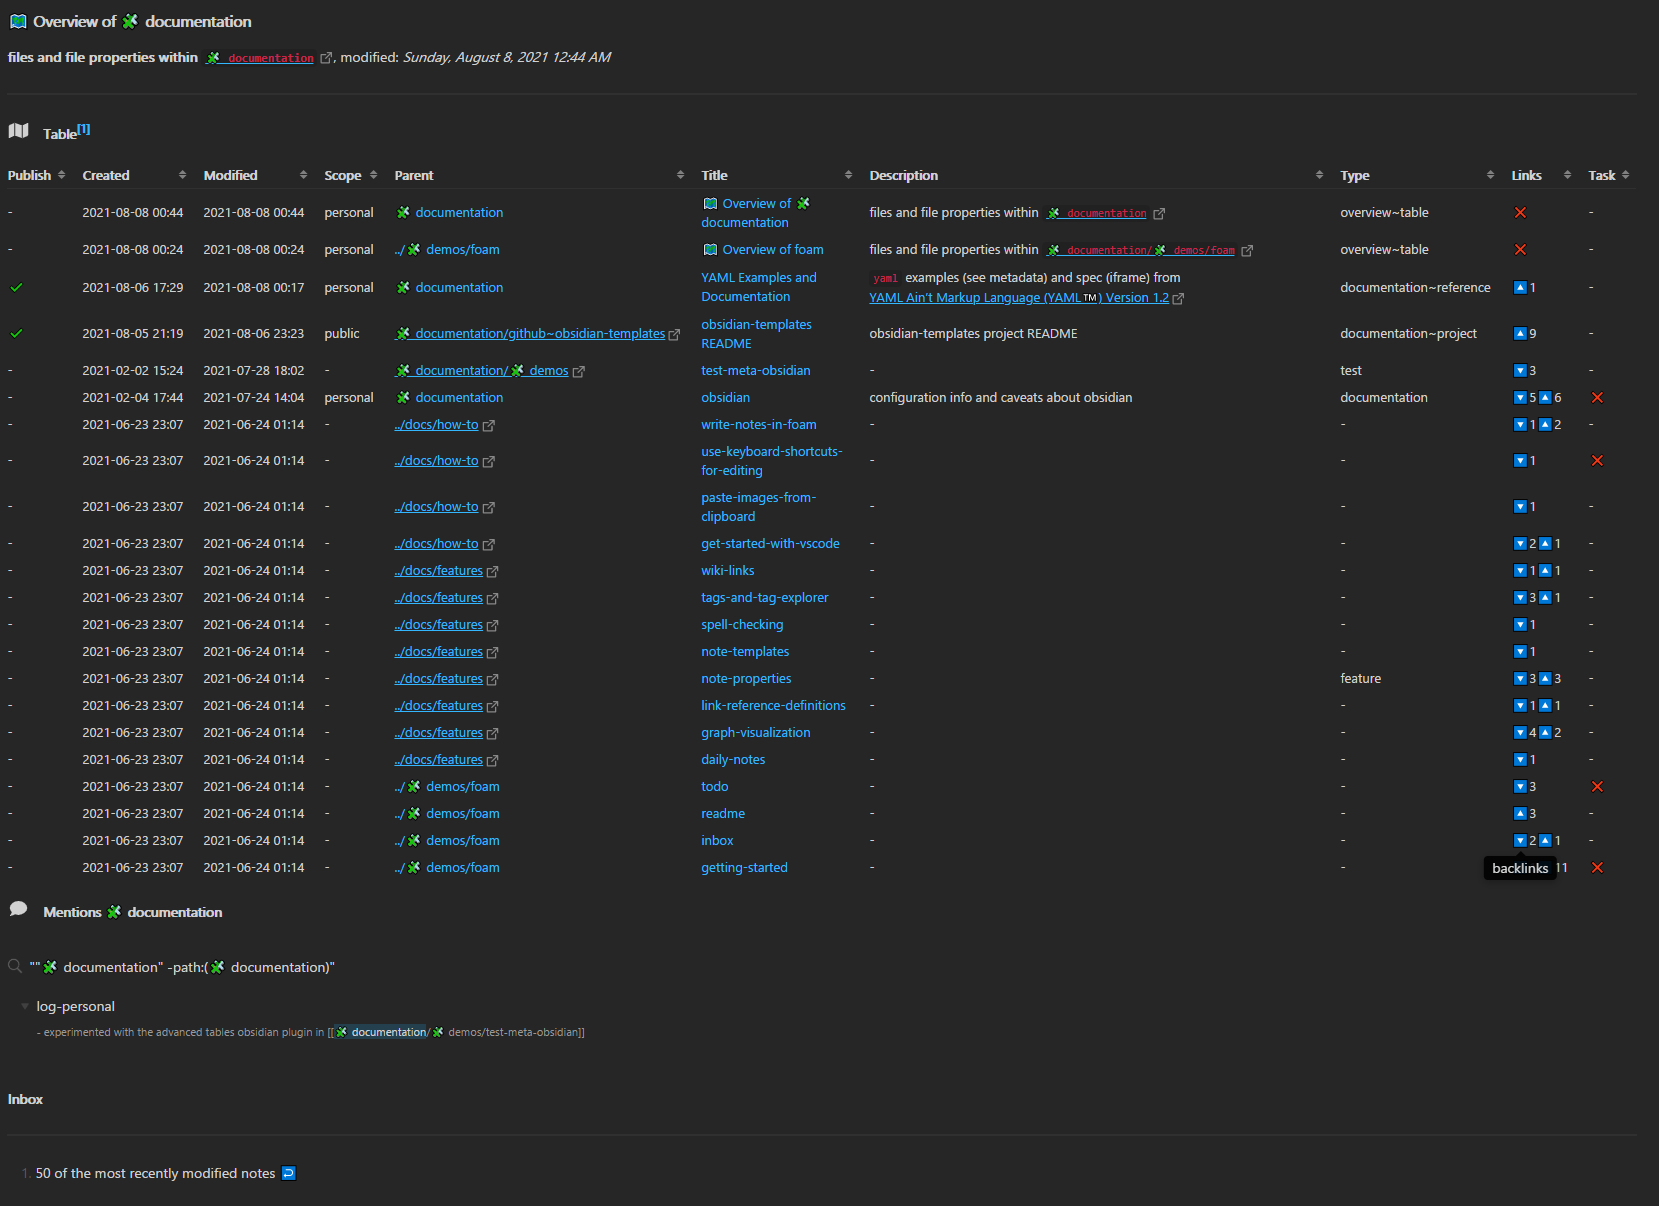 Overview of documentation
files and file properties within documentation, modified: Sunday, August 8, 2021 12:44 AM
Table[1]
Publish Created Modified Scope Parent Title Description Type Links Task
- 2021-08-08 00:44 2021-08-08 00:44 personal documentation Overview of documentation files and file properties within documentation overview~table ❌ -
- 2021-08-08 00:24 2021-08-08 00:24 personal ../ demos/foam Overview of foam files and file properties within documentation/ demos/foam overview~table ❌ -
✓ 2021-08-06 17:29 2021-08-08 00:17 personal documentation YAML Examples and Documentation yaml examples (see metadata) and spec (iframe) from YAML Ain't Markup Language (YAML™) Version 1.2 documentation~reference 🔼1 -
✓ 2021-08-05 21:19 2021-08-06 23:23 public documentation/github~obsidian-templates obsidian-templates README obsidian-templates project README documentation~project 🔼9 -
- 2021-02-02 15:24 2021-07-28 18:02 - documentation/ demos test-meta-obsidian - test 🔽3 -
- 2021-02-04 17:44 2021-07-24 14:04 personal documentation obsidian configuration info and caveats about obsidian documentation 🔽5🔼6 ❌
- 2021-06-23 23:07 2021-06-24 01:14 - ../docs/how-to write-notes-in-foam - - 🔽1🔼2 -
- 2021-06-23 23:07 2021-06-24 01:14 - ../docs/how-to use-keyboard-shortcuts-for-editing - - 🔽1 ❌
- 2021-06-23 23:07 2021-06-24 01:14 - ../docs/how-to paste-images-from-clipboard - - 🔽1 -
- 2021-06-23 23:07 2021-06-24 01:14 - ../docs/how-to get-started-with-vscode - - 🔽2🔼1 -
- 2021-06-23 23:07 2021-06-24 01:14 - ../docs/features wiki-links - - 🔽1🔼1 -
- 2021-06-23 23:07 2021-06-24 01:14 - ../docs/features tags-and-tag-explorer - - 🔽3🔼1 -
- 2021-06-23 23:07 2021-06-24 01:14 - ../docs/features spell-checking - - 🔽1 -
- 2021-06-23 23:07 2021-06-24 01:14 - ../docs/features note-templates - - 🔽1 -
- 2021-06-23 23:07 2021-06-24 01:14 - ../docs/features note-properties - feature 🔽3🔼3 -
- 2021-06-23 23:07 2021-06-24 01:14 - ../docs/features link-reference-definitions - - 🔽1🔼1 -
- 2021-06-23 23:07 2021-06-24 01:14 - ../docs/features graph-visualization - - 🔽4🔼2 -
- 2021-06-23 23:07 2021-06-24 01:14 - ../docs/features daily-notes - - 🔽1 -
- 2021-06-23 23:07 2021-06-24 01:14 - ../ demos/foam todo - - 🔽3 ❌
- 2021-06-23 23:07 2021-06-24 01:14 - ../ demos/foam readme - - 🔼3 -
- 2021-06-23 23:07 2021-06-24 01:14 - ../ demos/foam inbox - - 🔽2🔼1 -
- 2021-06-23 23:07 2021-06-24 01:14 - ../ demos/foam getting-started - - backlinks 11 ❌
Mentions documentation
"" documentation" -path:( documentation)"
log-personal
- experimented with the advanced tables obsidian plugin in [[ documentation/ demos/test-meta-obsidian]]
Inbox
1. 50 of the most recently modified notes